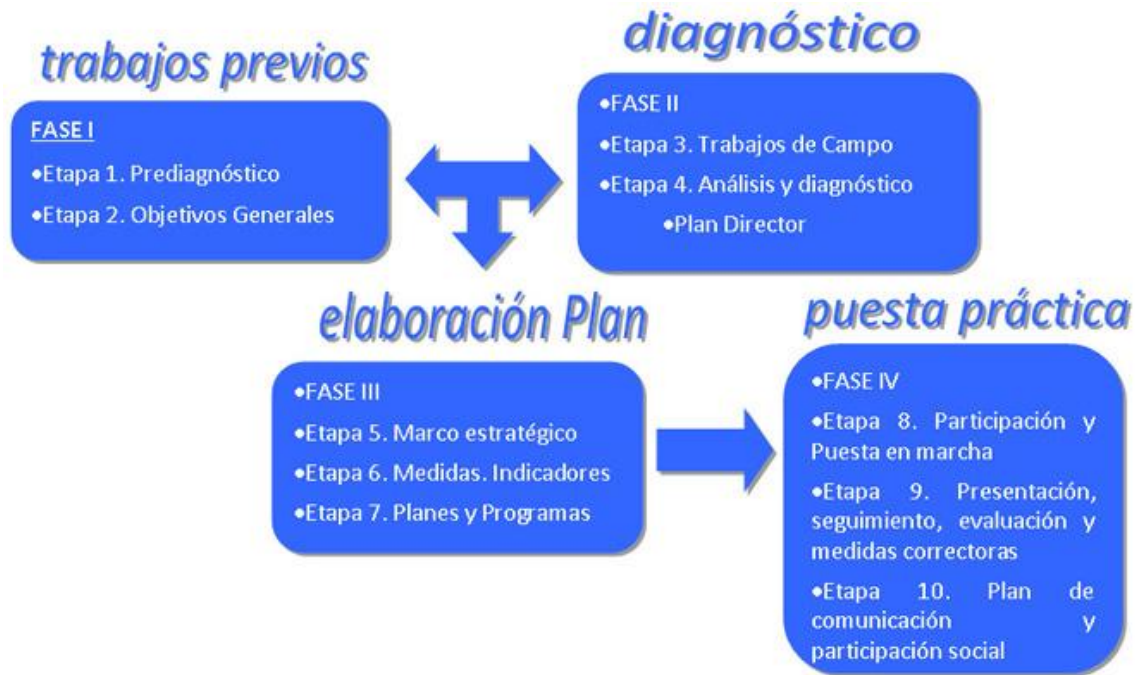 trabajos previos
FASE I
•Etapa 1. Prediagnóstico
•Etapa 2. Objetivos Generales
diagnóstico
•FASE II
•Etapa 3. Trabajos de Campo
•Etapa 4. Análisis y diagnóstico
•Plan Director
elaboración Plan
•FASE III
•Etapa 5. Marco estratégico
•Etapa 6. Medidas. Indicadores
•Etapa 7. Planes y Programas
puesta práctica
•FASE IV
•Etapa 8. Participación y
Puesta en marcha
•Etapa 9. Presentación,
seguimiento, evaluación y
medidas correctoras
•Etapa 10. Plan de
comunicación y
participación social